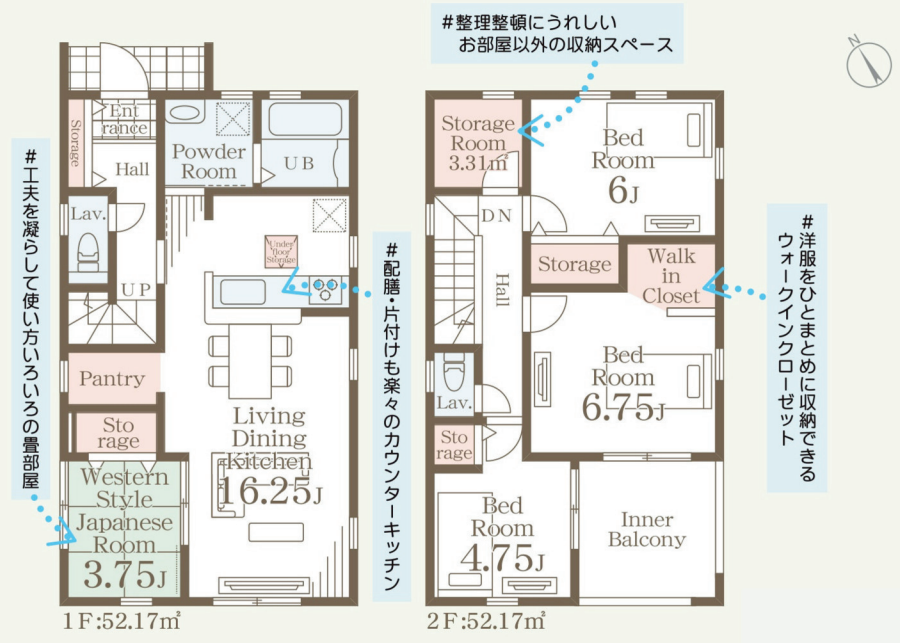 #整理整頓にうれしい
お部屋以外の収納スペース
N
#工夫を凝らして使い方いろいろの畳部屋
Ent
rance
Storage
Hall
Powder
Room
UB
Lav.
UP
Under
floor
Storage
#配膳・片付けも楽々のカウンターキッチン
Pantry
Sto
rage
Living
Dining
Kitchen
16.25J
Western
Style
Japanese
Room
3.75J
1F:52.17㎡
Storage
Room
3.31㎡
Bed
Room
6J
DN
Hall
Storage
Walk
in
Closet
#洋服をひとまとめに収納できる
ウォークインクローゼット
Bed
Room
6.75J
Lav.
Sto
rage
Bed
Room
4.75J
Inner
Balcony
2F:52.17㎡